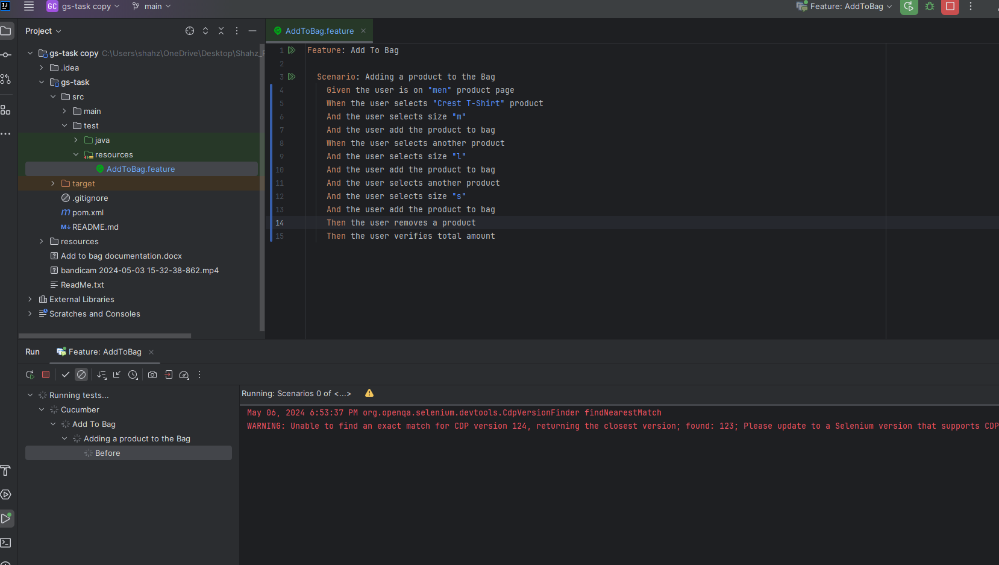 GC gs-task copy main Feature: AddToBag
Project
AddToBag.feature
gs-task copy C:\Users\shahz\OneDrive\Desktop\Shahz_
.idea
gs-task
src
main
test
java
resources
AddToBag.feature
target
.gitignore
pom.xml
README.md
resources
Add to bag documentation.docx
bandicam 2024-05-03 15-32-38-862.mp4
ReadMe.txt
External Libraries
Scratches and Consoles
1 Feature: Add To Bag
2
3 Scenario: Adding a product to the Bag
4 Given the user is on "men" product page
5 When the user selects "Crest T-Shirt" product
6 And the user selects size "m"
7 And the user add the product to bag
8 When the user selects another product
9 And the user selects size "l"
10 And the user add the product to bag
11 And the user selects another product
12 And the user selects size "s"
13 And the user add the product to bag
14 Then the user removes a product
15 Then the user verifies total amount
Run Feature: AddToBag
Running tests...
Cucumber
Add To Bag
Adding a product to the Bag
Before
Running: Scenarios 0 of <...>
May 06, 2024 6:53:37 PM org.openqa.selenium.devtools.CdpVersionFinder findNearestMatch
WARNING: Unable to find an exact match for CDP version 124, returning the closest version; found: 123; Please update to a Selenium version that supports CDP